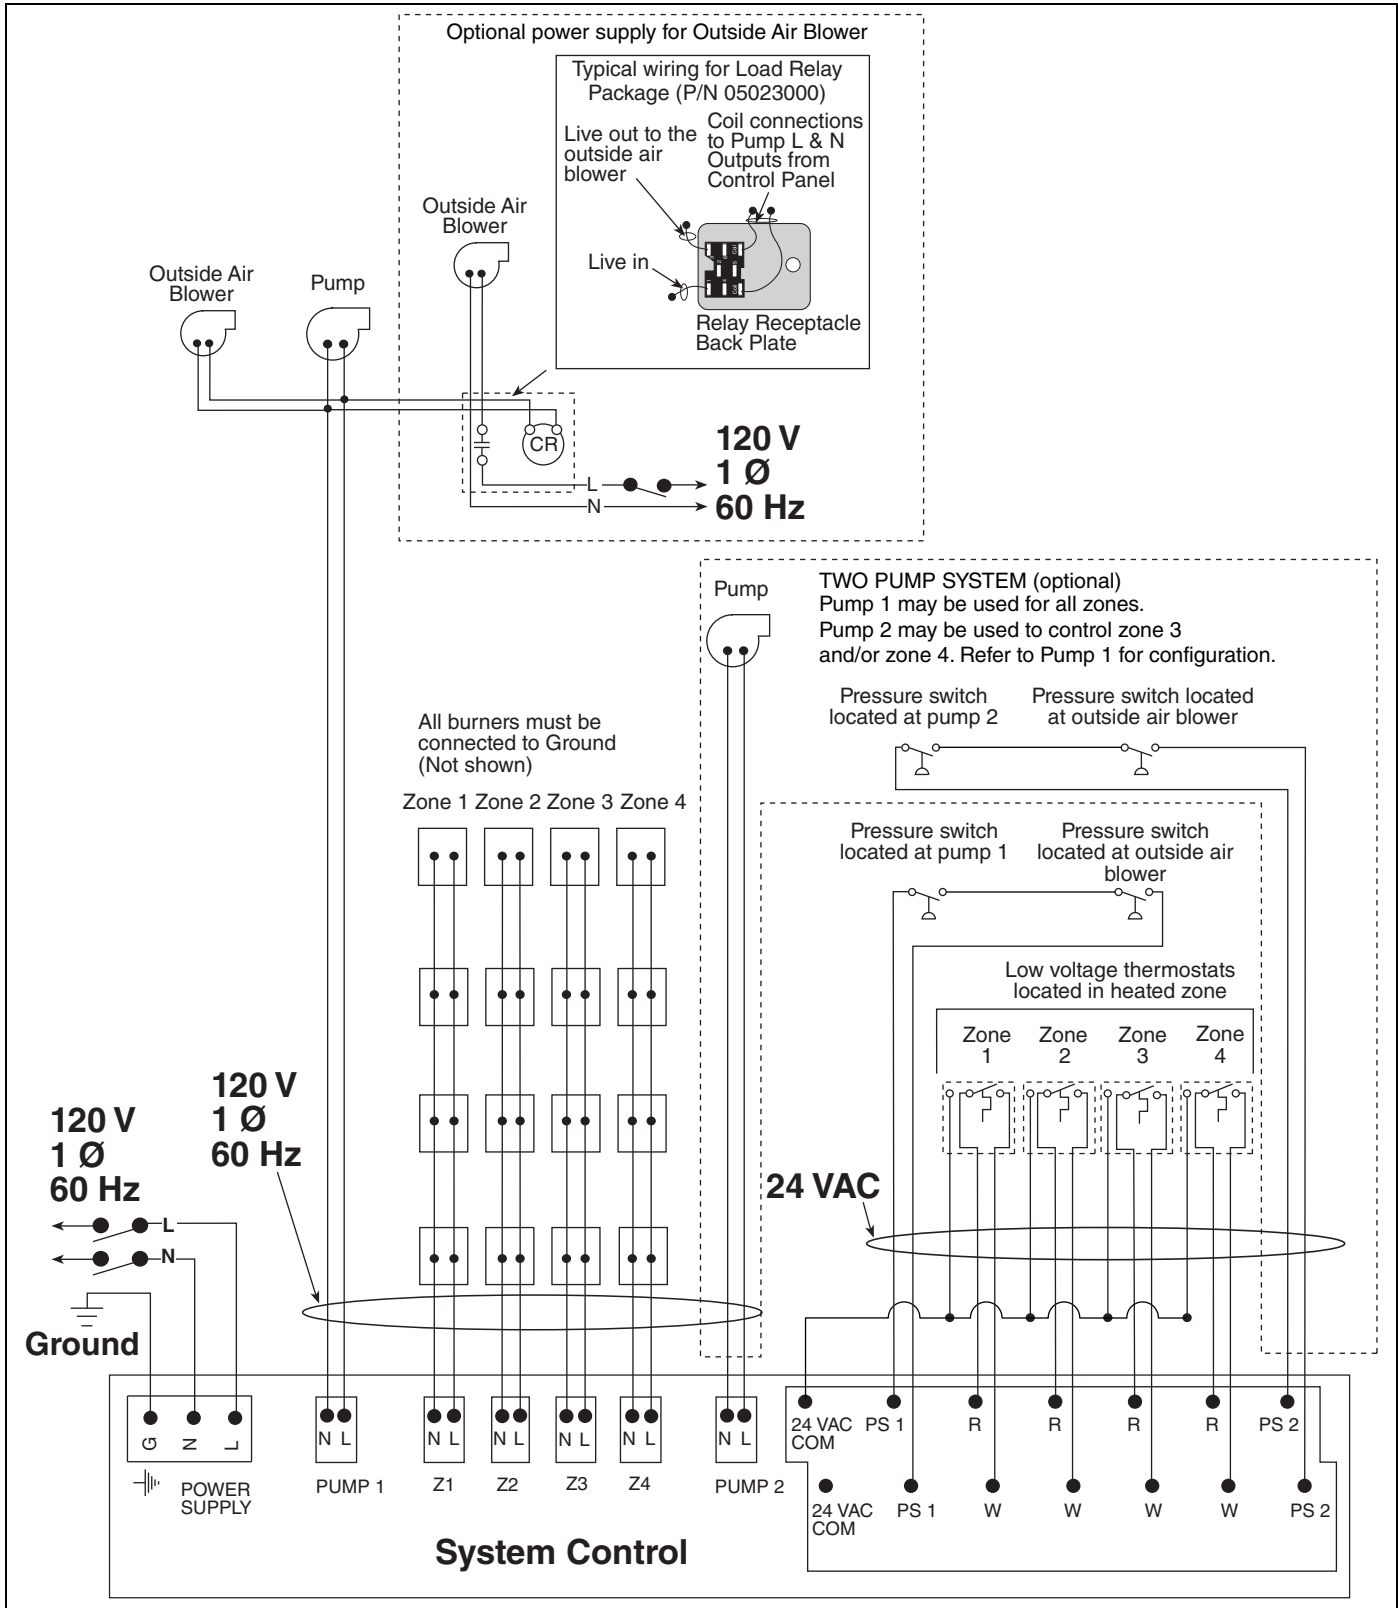 Optional power supply for Outside Air Blower
Typical wiring for Load Relay
Package (P/N 05023000)
Live out to the
outside air
blower
Coil connections
to Pump L & N
Outputs from
Control Panel
Live in
Relay Receptacle
Back Plate
Outside Air
Blower
Outside Air
Blower
Pump
CR
L
N
120 V
1 Ø
60 Hz
Pump
TWO PUMP SYSTEM (optional)
Pump 1 may be used for all zones.
Pump 2 may be used to control zone 3
and/or zone 4. Refer to Pump 1 for configuration.
Pressure switch
located at pump 2
Pressure switch located
at outside air blower
All burners must be
connected to Ground
(Not shown)
Zone 1 Zone 2 Zone 3 Zone 4
Pressure switch
located at pump 1
Pressure switch
located at outside air
blower
Low voltage thermostats
located in heated zone
Zone
1
Zone
2
Zone
3
Zone
4
120 V
1 Ø
60 Hz
120 V
1 Ø
60 Hz
24 VAC
L
N
Ground
G N L
POWER
SUPPLY
N L
PUMP 1
N L
Z1
N L
Z2
N L
Z3
N L
Z4
N L
PUMP 2
24 VAC
COM
PS 1
R
R
R
R
PS 2
24 VAC
COM
PS 1
W
W
W
W
PS 2
System Control